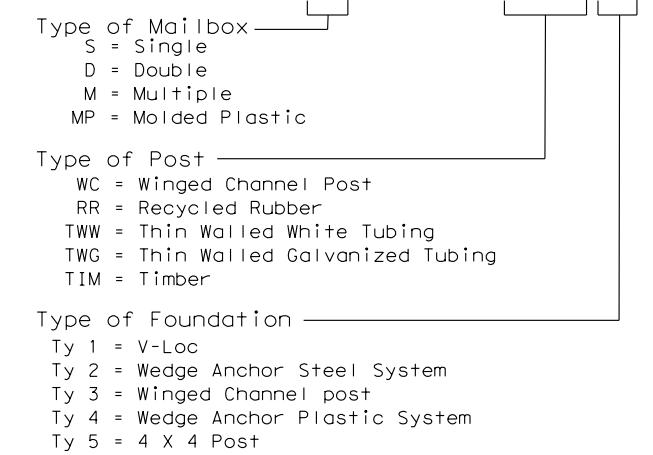 Type of Mailbox
S = Single
D = Double
M = Multiple
MP = Molded Plastic
Type of Post
WC = Winged Channel Post
RR = Recycled Rubber
TWW = Thin Walled White Tubing
TWG = Thin Walled Galvanized Tubing
TIM = Timber
Type of Foundation
Ty 1 = V-Loc
Ty 2 = Wedge Anchor Steel System
Ty 3 = Winged Channel post
Ty 4 = Wedge Anchor Plastic System
Ty 5 = 4 X 4 Post